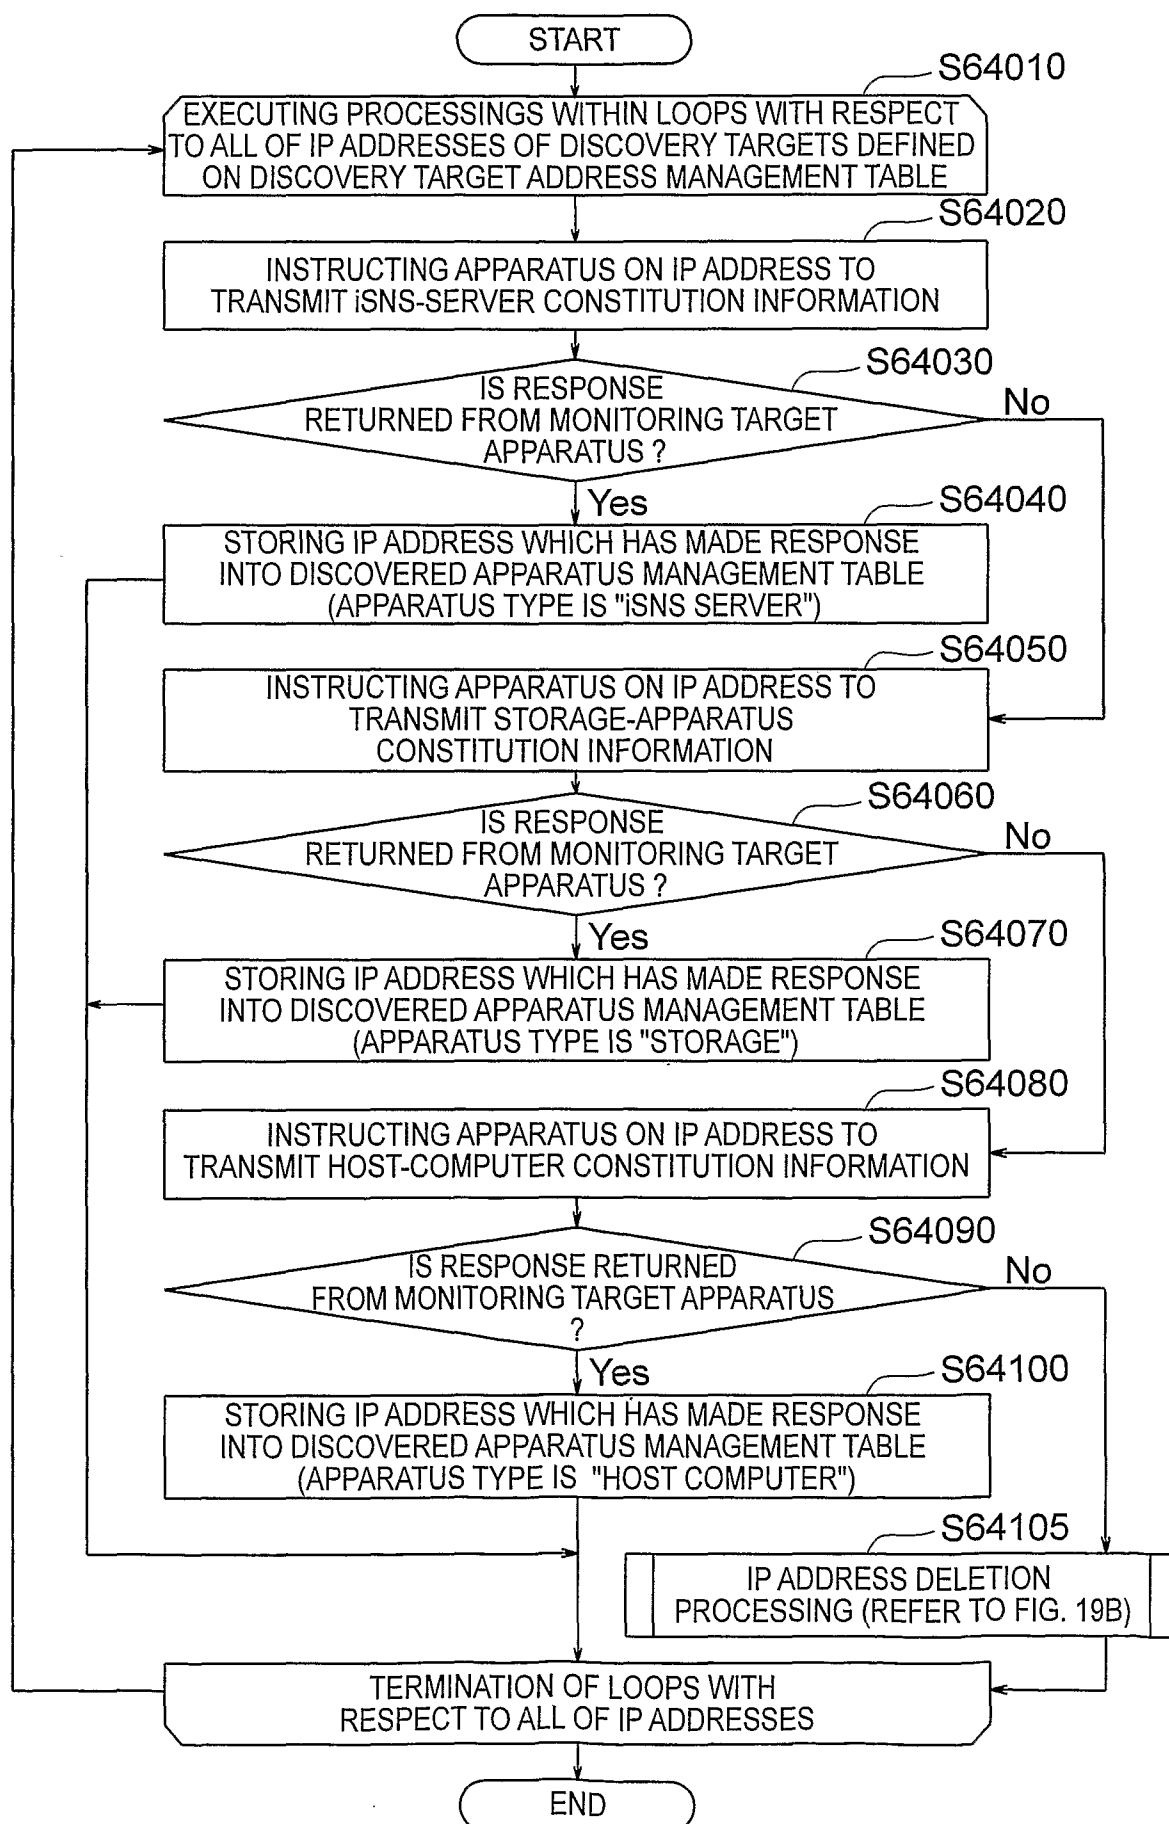 START
S64010
EXECUTING PROCESSINGS WITHIN LOOPS WITH RESPECT
TO ALL OF IP ADDRESSES OF DISCOVERY TARGETS DEFINED
ON DISCOVERY TARGET ADDRESS MANAGEMENT TABLE
S64020
INSTRUCTING APPARATUS ON IP ADDRESS TO
TRANSMIT iSNS-SERVER CONSTITUTION INFORMATION
S64030
IS RESPONSE
RETURNED FROM MONITORING TARGET
APPARATUS ?
No
Yes
S64040
STORING IP ADDRESS WHICH HAS MADE RESPONSE
INTO DISCOVERED APPARATUS MANAGEMENT TABLE
(APPARATUS TYPE IS "iSNS SERVER")
S64050
INSTRUCTING APPARATUS ON IP ADDRESS TO
TRANSMIT STORAGE-APPARATUS
CONSTITUTION INFORMATION
S64060
IS RESPONSE
RETURNED FROM MONITORING TARGET
APPARATUS ?
No
Yes
S64070
STORING IP ADDRESS WHICH HAS MADE RESPONSE
INTO DISCOVERED APPARATUS MANAGEMENT TABLE
(APPARATUS TYPE IS "STORAGE")
S64080
INSTRUCTING APPARATUS ON IP ADDRESS TO
TRANSMIT HOST-COMPUTER CONSTITUTION INFORMATION
S64090
IS RESPONSE RETURNED
FROM MONITORING TARGET APPARATUS
?
No
Yes
S64100
STORING IP ADDRESS WHICH HAS MADE RESPONSE
INTO DISCOVERED APPARATUS MANAGEMENT TABLE
(APPARATUS TYPE IS "HOST COMPUTER")
S64105
IP ADDRESS DELETION
PROCESSING (REFER TO FIG. 19B)
TERMINATION OF LOOPS WITH
RESPECT TO ALL OF IP ADDRESSES
END